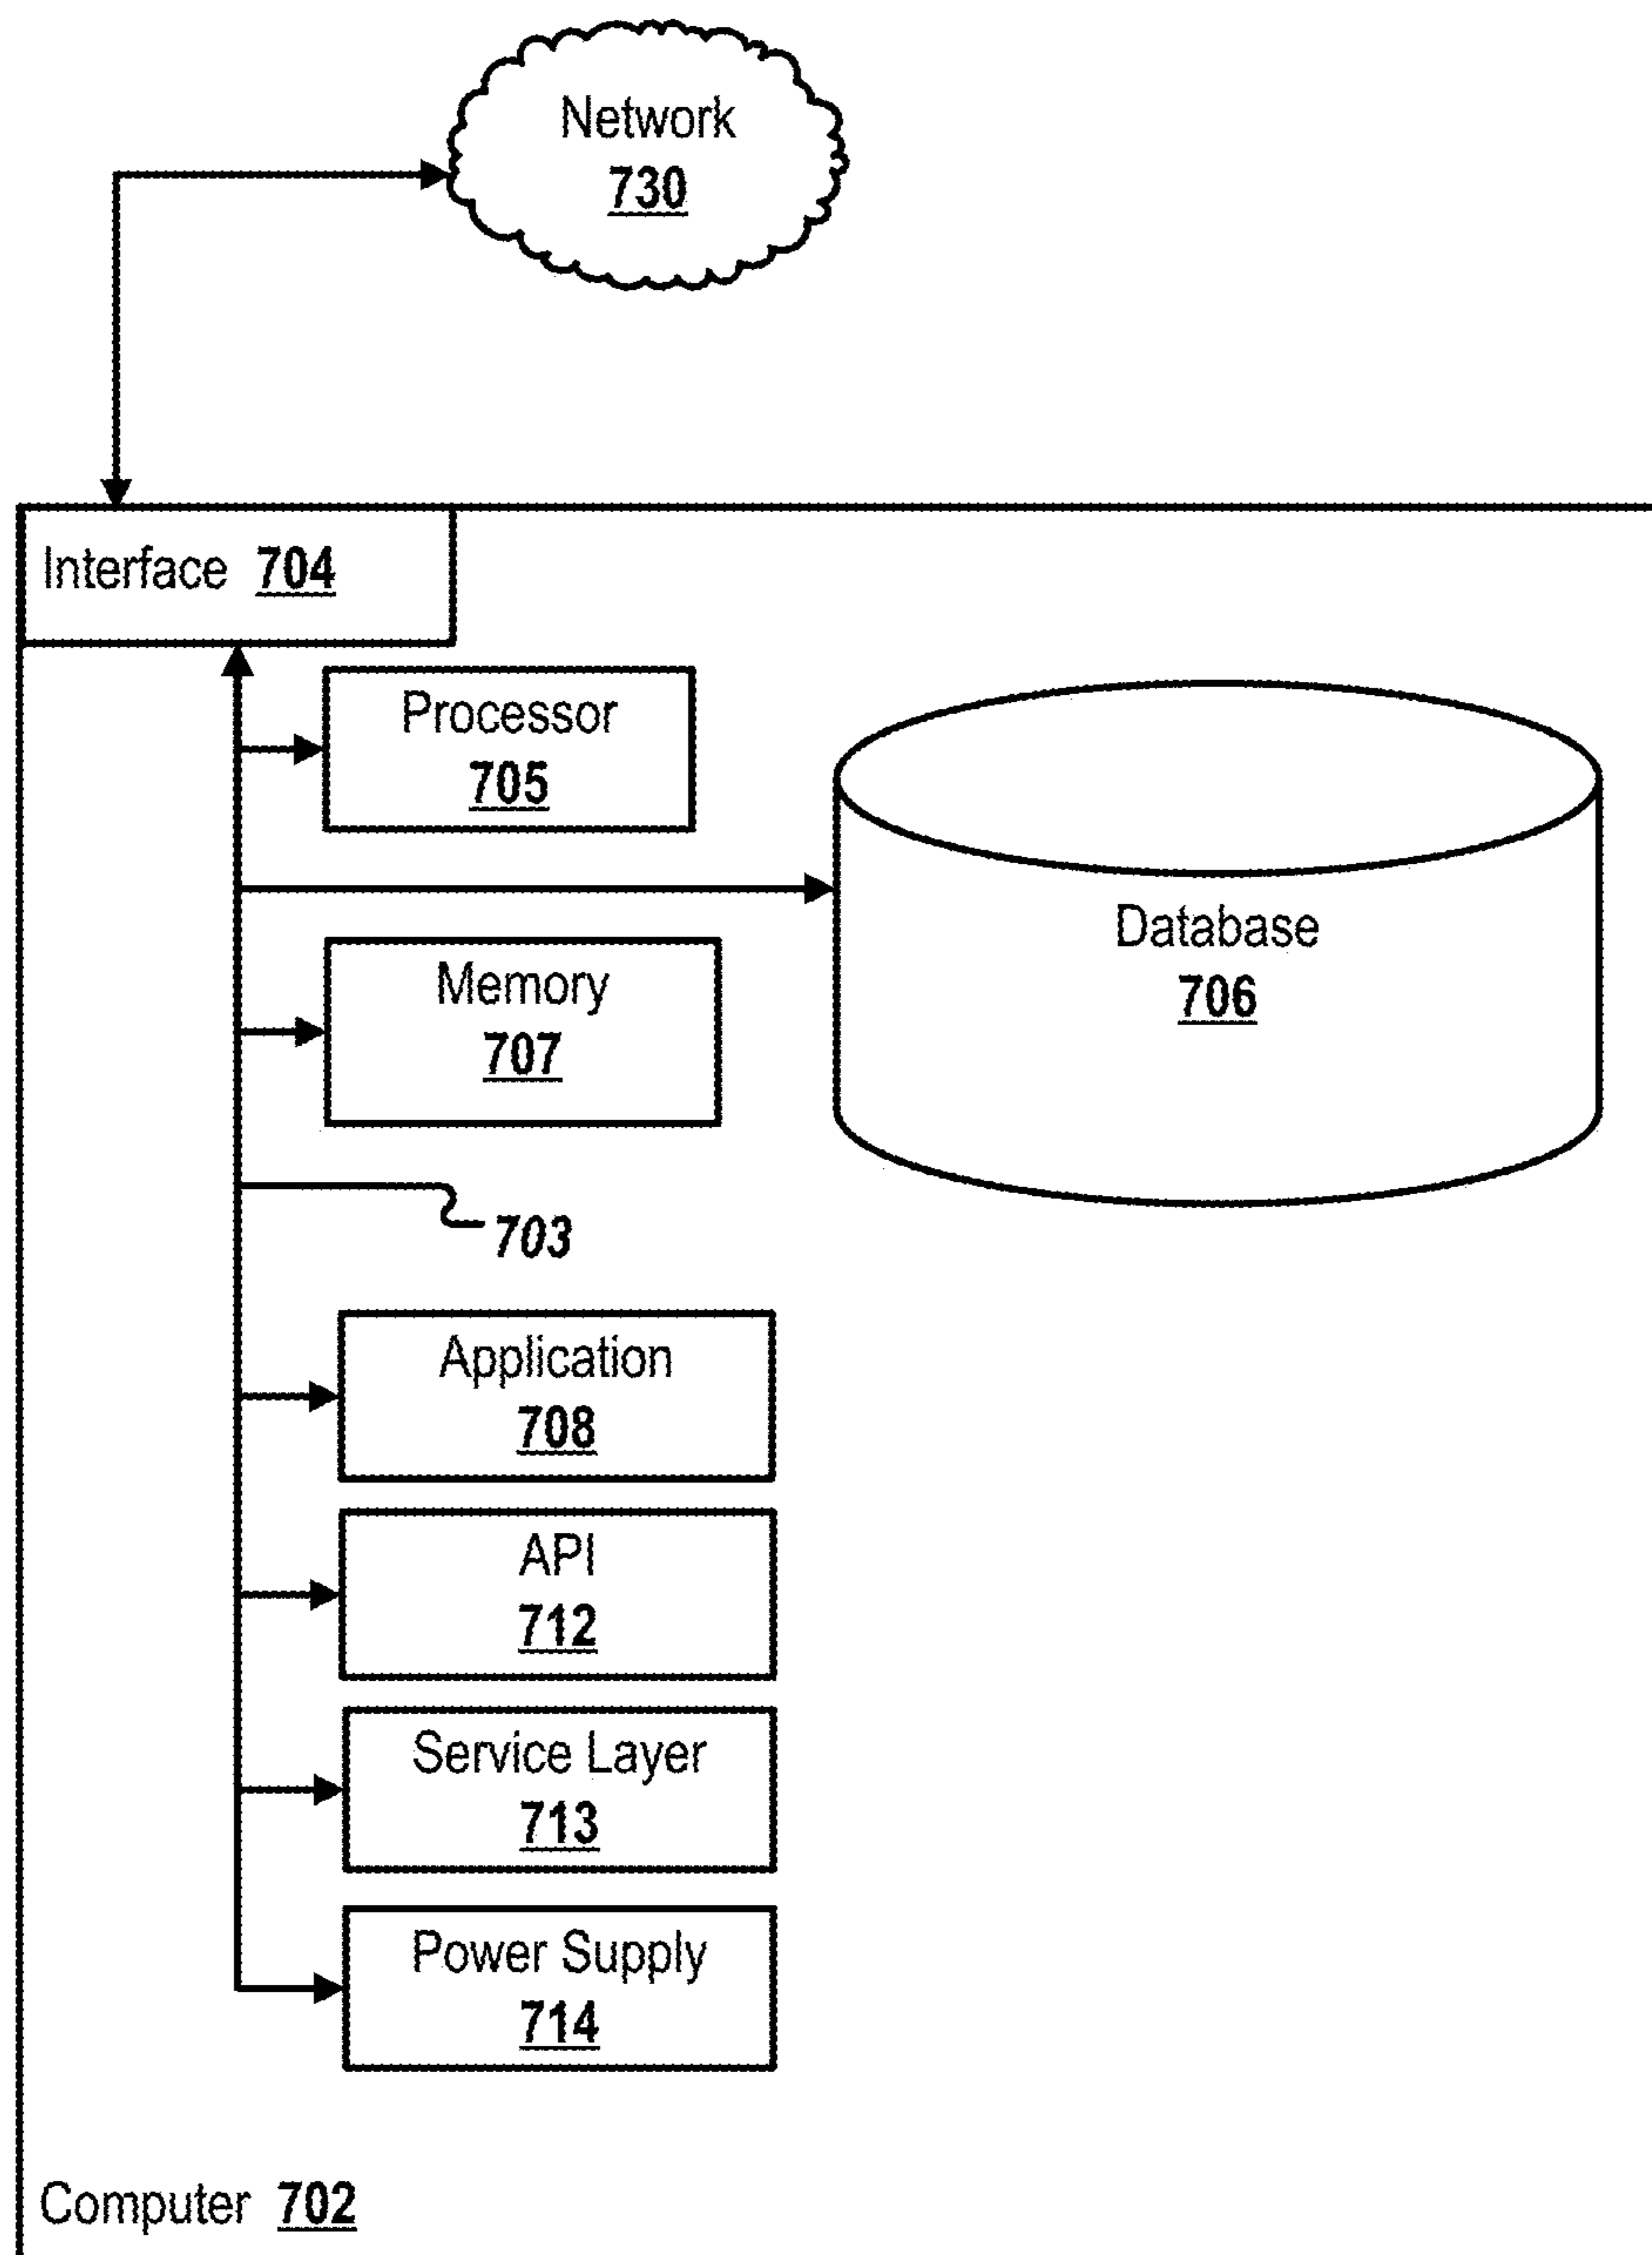 Network
730
Interface 704
Processor
705
Database
706
Memory
707
703
Application
708
API
712
Service Layer
713
Power Supply
714
Computer 702